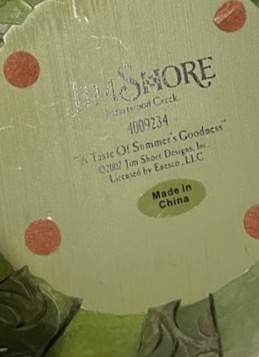 JIM SHORE
Heartwood Creek
4009234
"A Taste Of Summer's Goodness"
©2007 Jim Shore Designs, Inc.
Licensed by Enesco, LLC
Made in
China